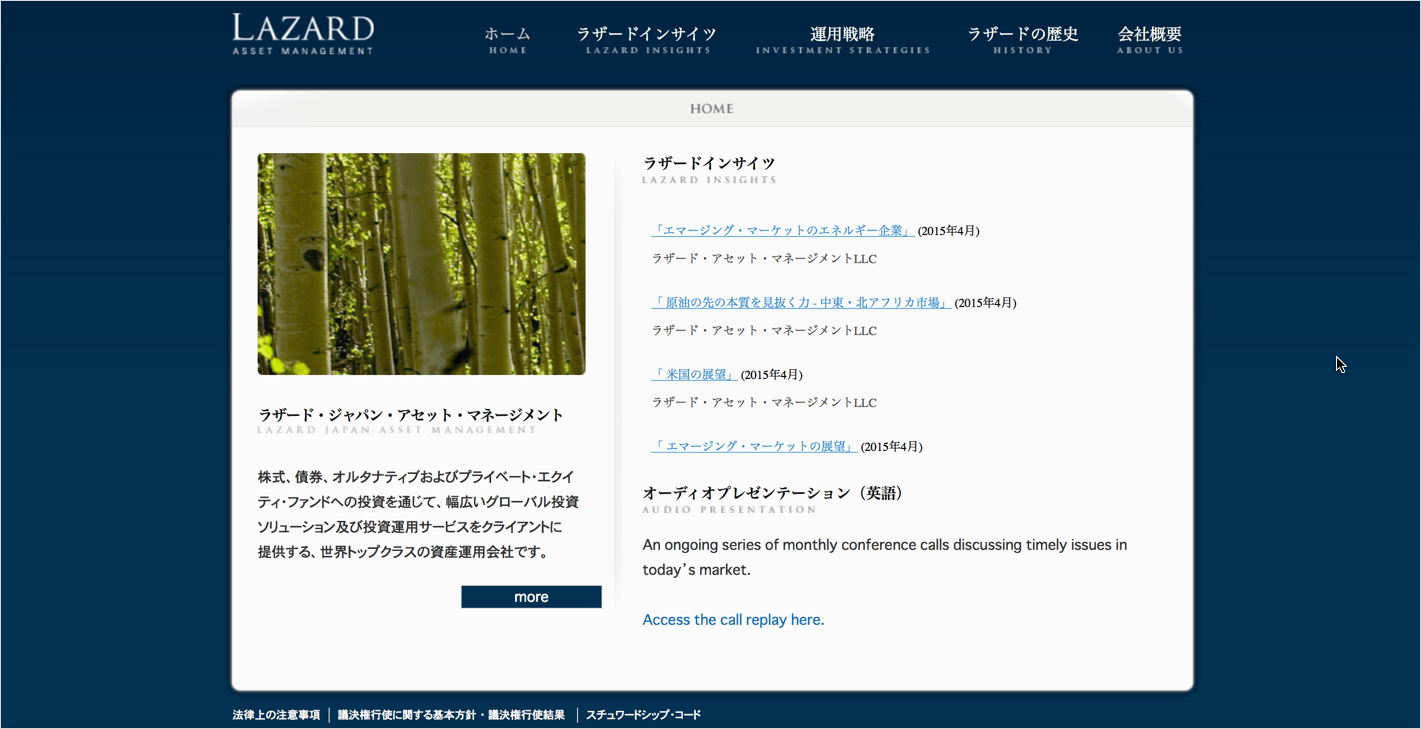 LAZARD
ASSET MANAGEMENT
ホーム
HOME
ラザードインサイツ
LAZARD INSIGHTS
運用戦略
INVESTMENT STRATEGIES
ラザードの歴史
HISTORY
会社概要
ABOUT US
HOME
ラザード・ジャパン・アセット・マネージメント
LAZARD JAPAN ASSET MANAGEMENT
株式、債券、オルタナティブおよびプライベート・エクイ
ティ・ファンドへの投資を通じて、幅広いグローバル投資
ソリューション及び投資運用サービスをクライアントに
提供する、世界トップクラスの資産運用会社です。
more
ラザードインサイツ
LAZARD INSIGHTS
「エマージング・マーケットのエネルギー企業」 (2015年4月)
ラザード・アセット・マネージメントLLC
「 原油の先の本質を見抜く力 - 中東・北アフリカ市場」 (2015年4月)
ラザード・アセット・マネージメントLLC
「 米国の展望」 (2015年4月)
ラザード・アセット・マネージメントLLC
「 エマージング・マーケットの展望」 (2015年4月)
オーディオプレゼンテーション（英語）
AUDIO PRESENTATION
An ongoing series of monthly conference calls discussing timely issues in
today’s market.
Access the call replay here.
法律上の注意事項 | 議決権行使に関する基本方針・議決権行使結果 | スチュワードシップ・コード